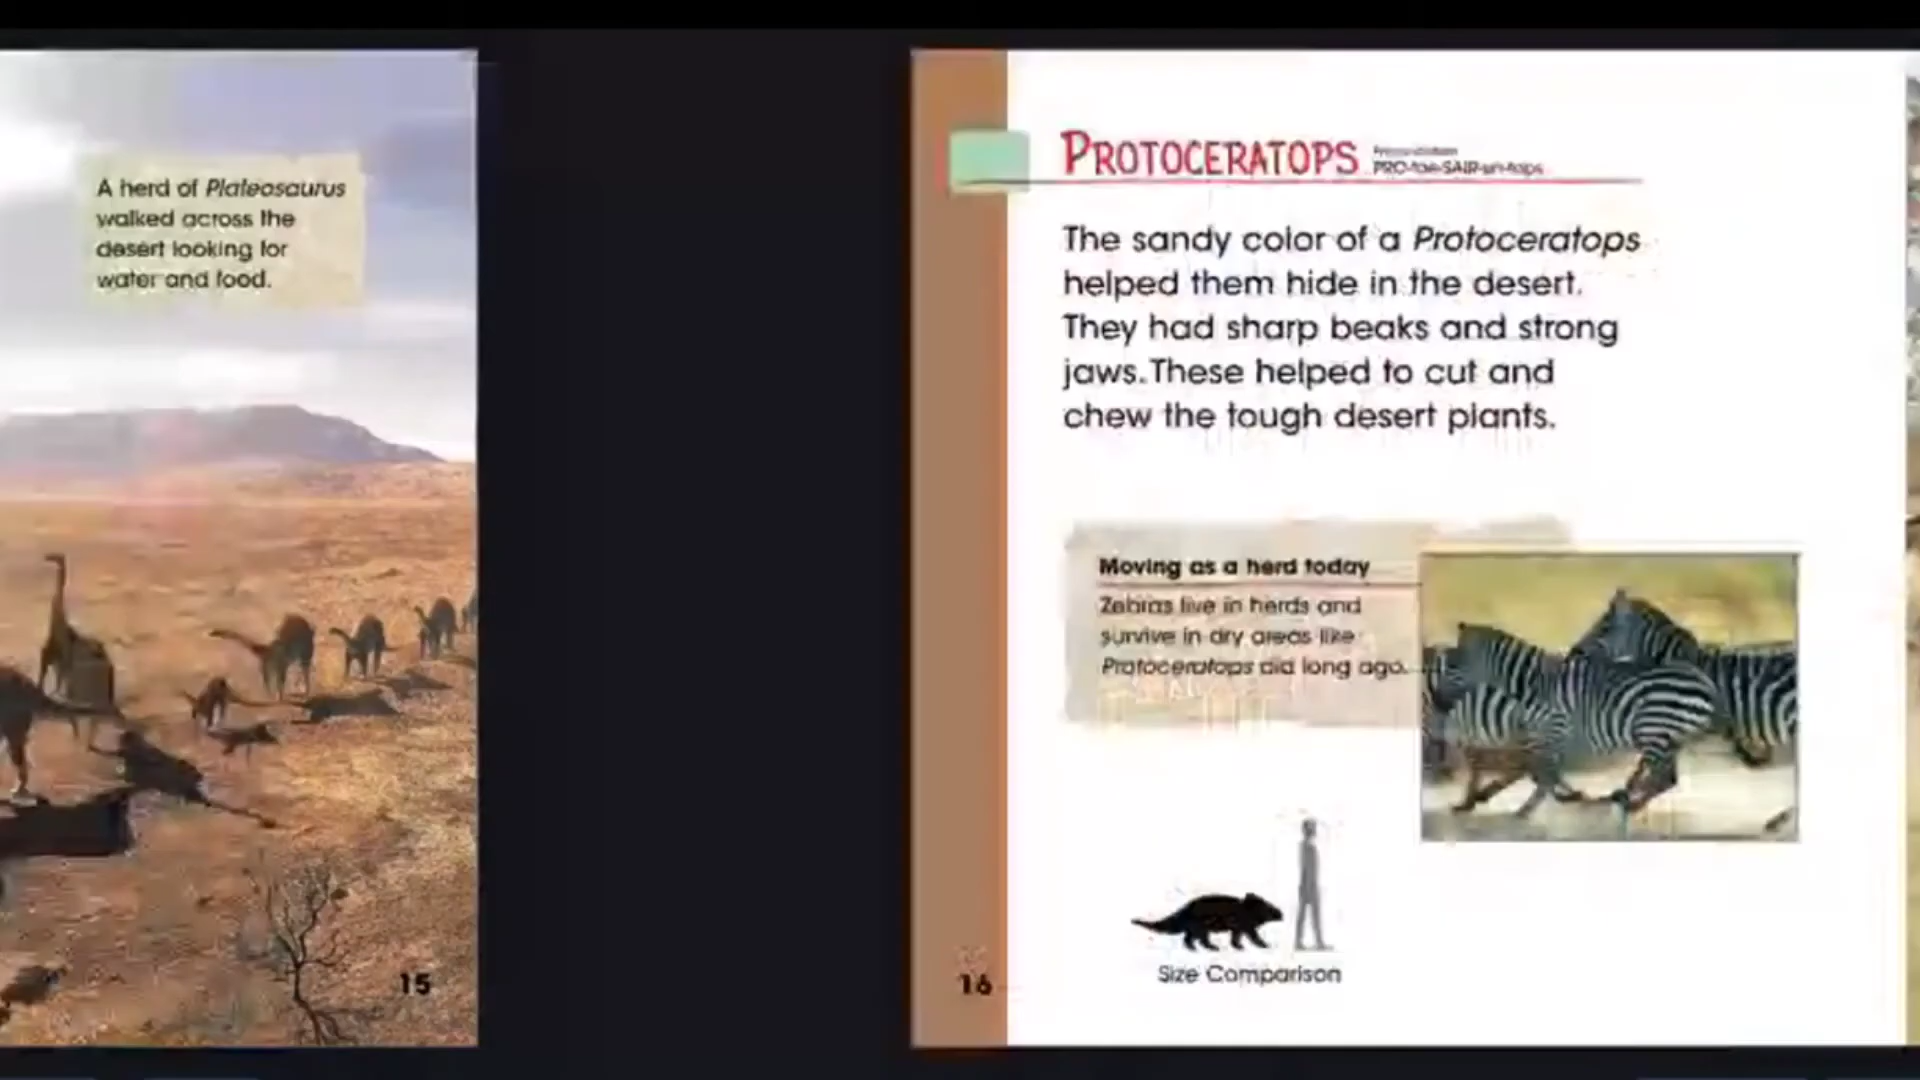 A herd of Plateosaurus
walked across the
desert looking for
water and food.
15
PROTOCERATOPS
PRO-toe-SAIR-uh-tops
The sandy color of a Protoceratops
helped them hide in the desert.
They had sharp beaks and strong
jaws. These helped to cut and
chew the tough desert plants.
Moving as a herd today
Zebras live in herds and
survive in dry areas like
Protoceratops did long ago.
Size Comparison
16